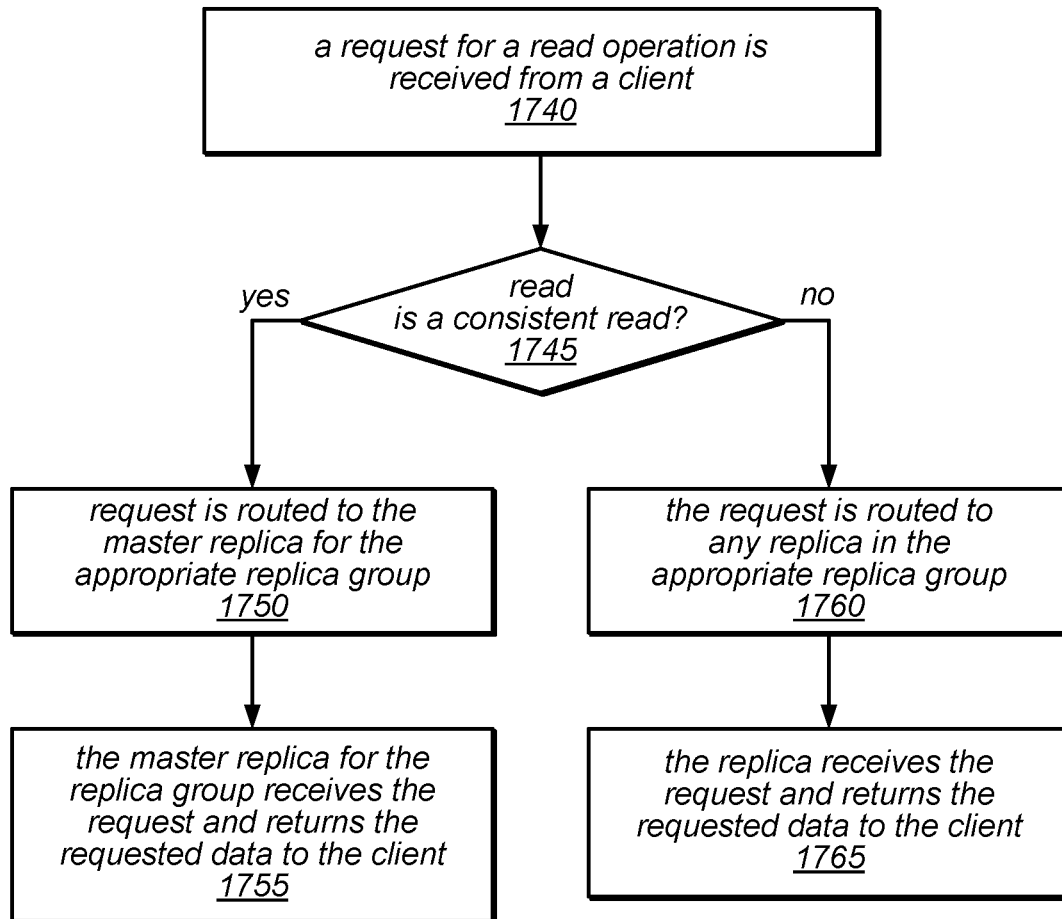 a request for a read operation is
received from a client
1740
yes
read
is a consistent read?
1745
no
request is routed to the
master replica for the
appropriate replica group
1750
the request is routed to
any replica in the
appropriate replica group
1760
the master replica for the
replica group receives the
request and returns the
requested data to the client
1755
the replica receives the
request and returns the
requested data to the client
1765